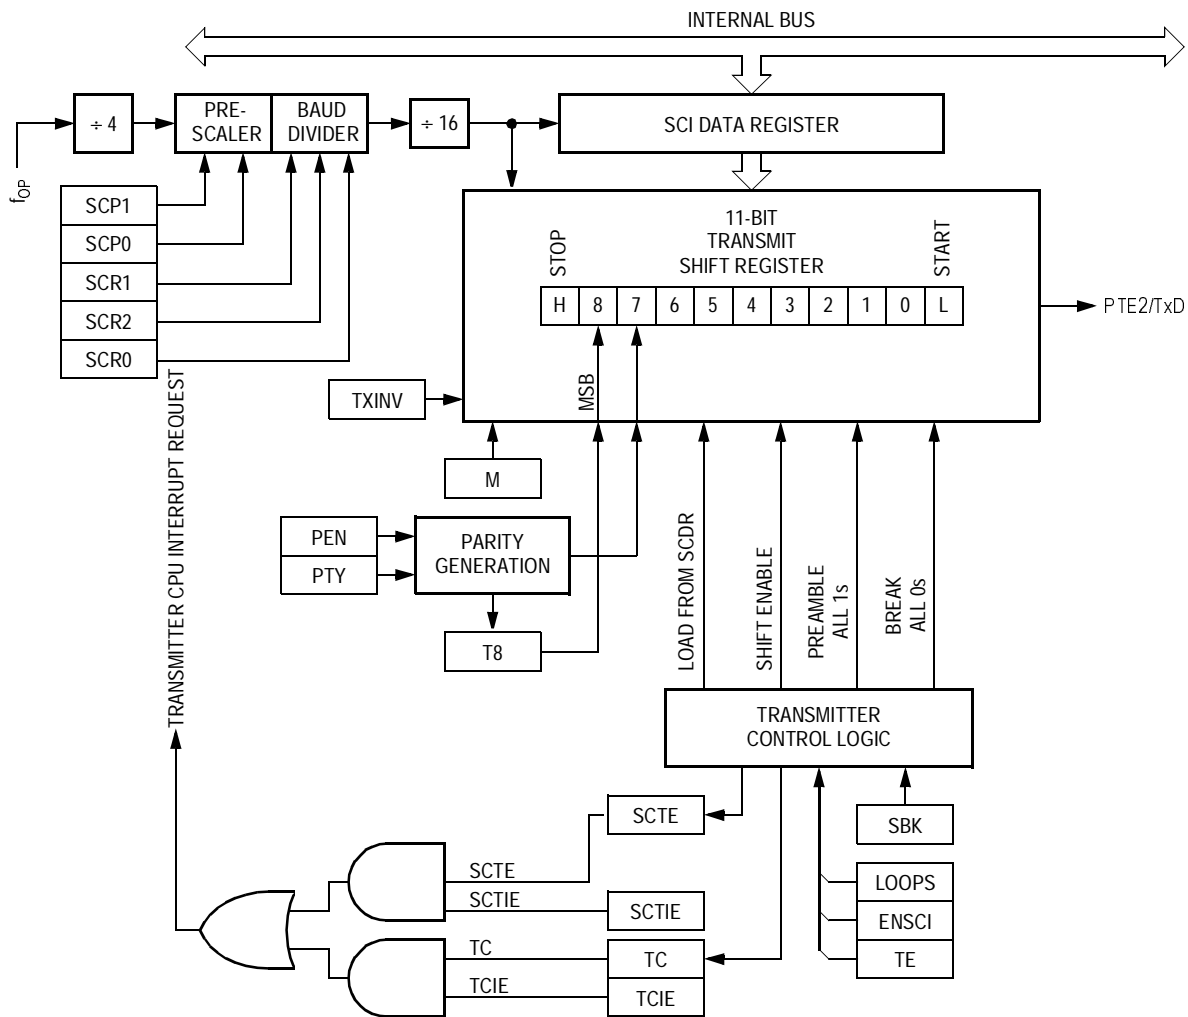 INTERNAL BUS
÷ 4
PRE-
SCALER
BAUD
DIVIDER
÷ 16
SCI DATA REGISTER
fOP
SCP1
SCP0
SCR1
SCR2
SCR0
11-BIT
TRANSMIT
SHIFT REGISTER
STOP
START
H 8 7 6 5 4 3 2 1 0 L
PTE2/TxD
MSB
TXINV
M
TRANSMITTER CPU INTERRUPT REQUEST
PEN
PTY
PARITY
GENERATION
T8
LOAD FROM SCDR
SHIFT ENABLE
PREAMBLE
ALL 1s
BREAK
ALL 0s
TRANSMITTER
CONTROL LOGIC
SCTE
SBK
SCTE
SCTIE
SCTIE
LOOPS
ENSCI
TE
TC
TC
TCIE
TCIE